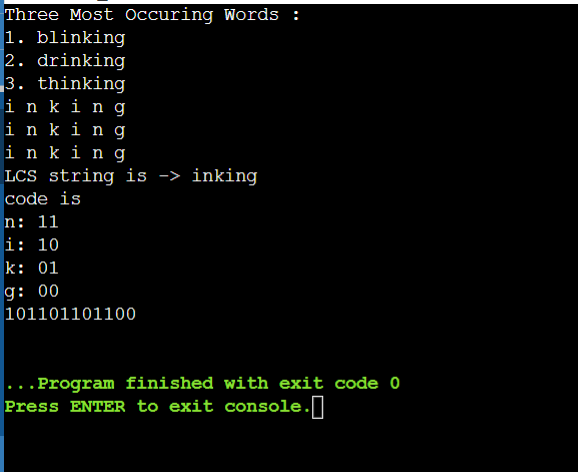 Three Most Occuring Words :
1. blinking
2. drinking
3. thinking
i n k i n g
i n k i n g
i n k i n g
LCS string is -> inking
code is
n: 11
i: 10
k: 01
g: 00
101101101100
...Program finished with exit code 0
Press ENTER to exit console.